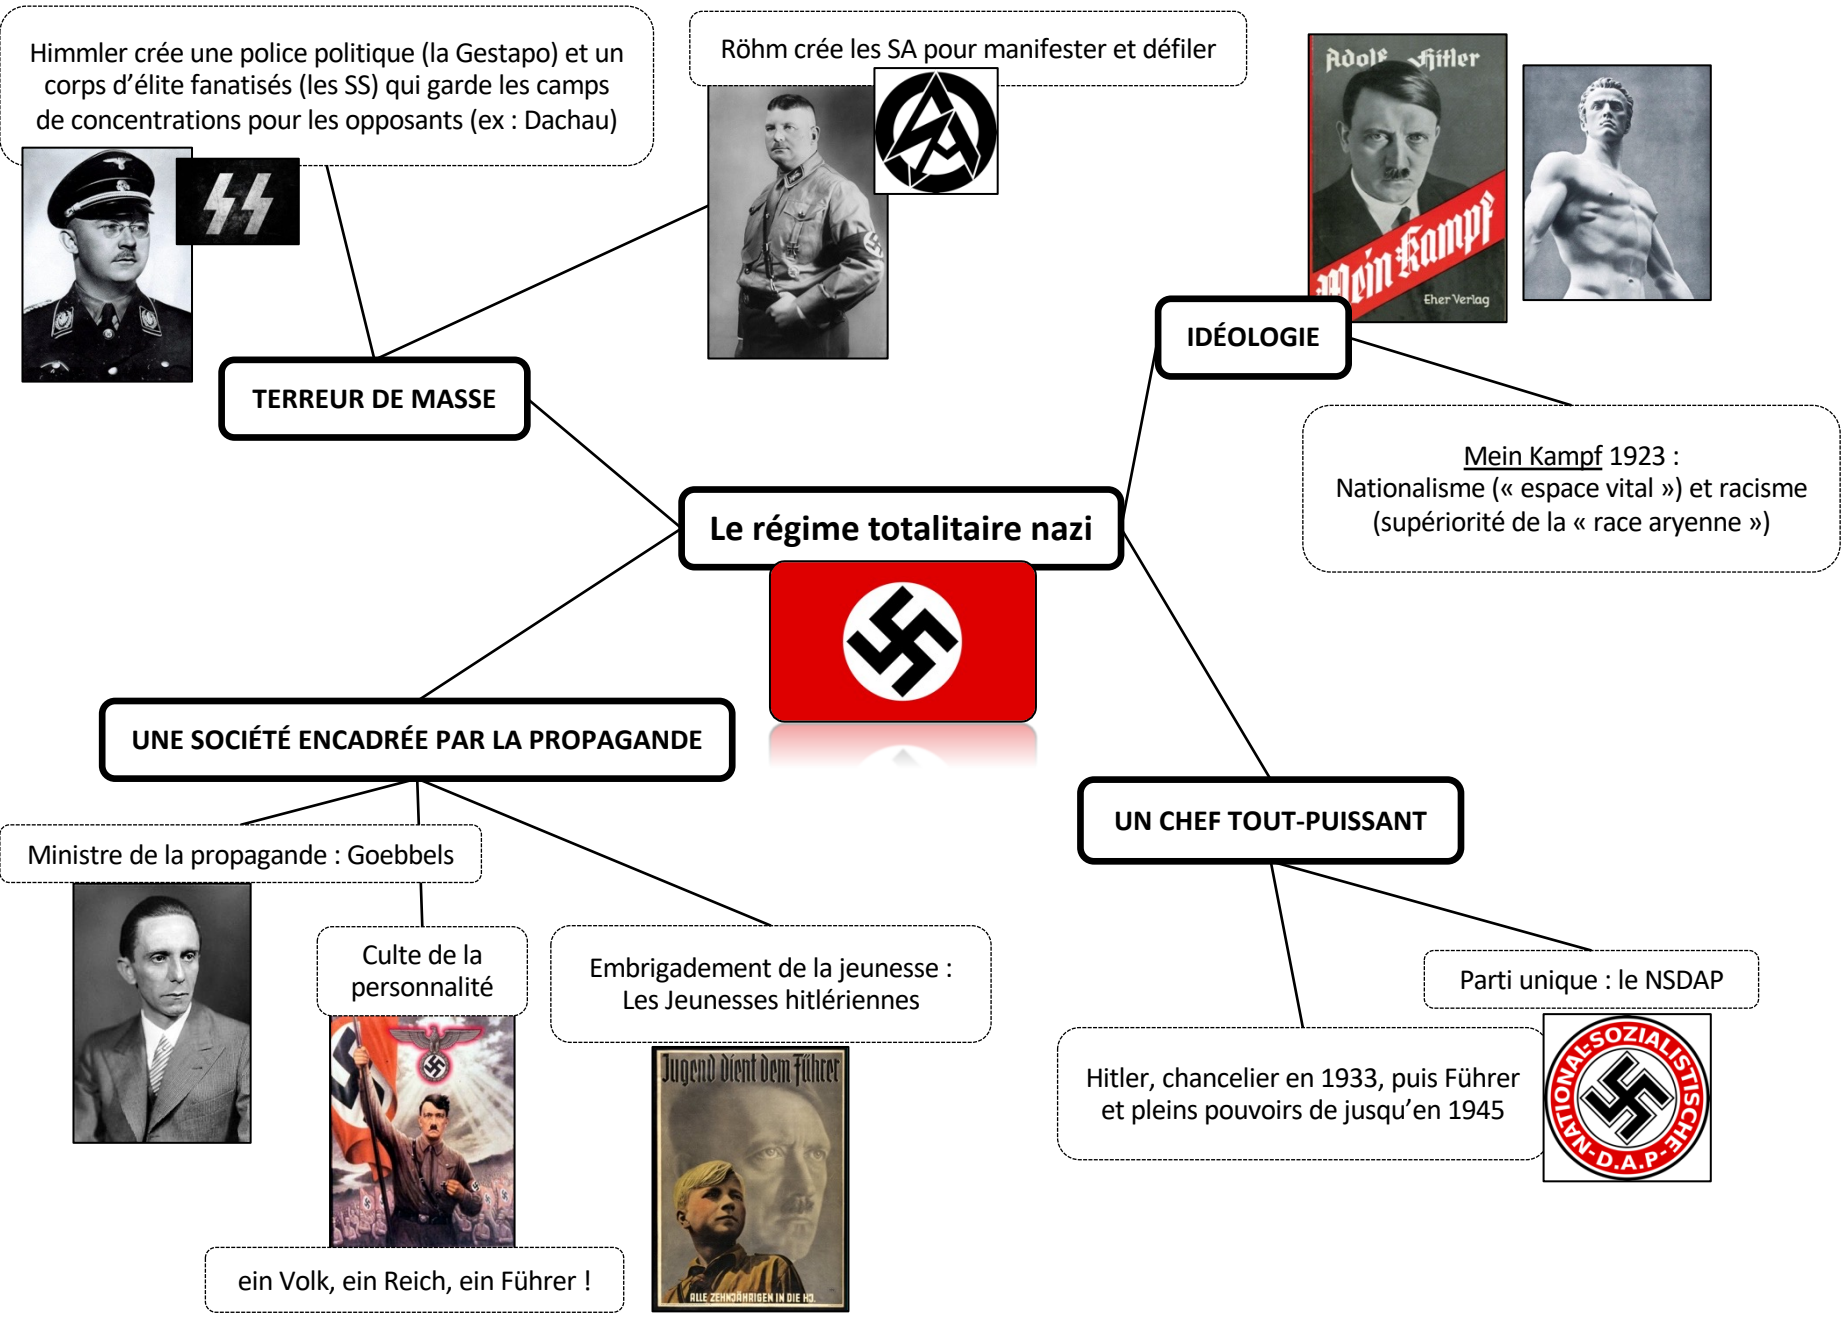 Himmler crée une police politique (la Gestapo) et un
corps d’élite fanatisés (les SS) qui garde les camps
de concentrations pour les opposants (ex : Dachau)
Röhm crée les SA pour manifester et défiler
SA
SS
Adolf Hitler
Mein Kampf
Eher Verlag
IDÉOLOGIE
TERREUR DE MASSE
Mein Kampf 1923 :
Nationalisme (« espace vital ») et racisme
(supériorité de la « race aryenne »)
Le régime totalitaire nazi
UNE SOCIÉTÉ ENCADRÉE PAR LA PROPAGANDE
UN CHEF TOUT-PUISSANT
Ministre de la propagande : Goebbels
Culte de la
personnalité
Embrigadement de la jeunesse :
Les Jeunesses hitlériennes
Parti unique : le NSDAP
Hitler, chancelier en 1933, puis Führer
et pleins pouvoirs de jusqu’en 1945
NATIONAL-SOZIALISTISCHE-D.A.P-
Jugend dient dem Führer
ALLE ZEHNJÄHRIGEN IN DIE HJ.
ein Volk, ein Reich, ein Führer !